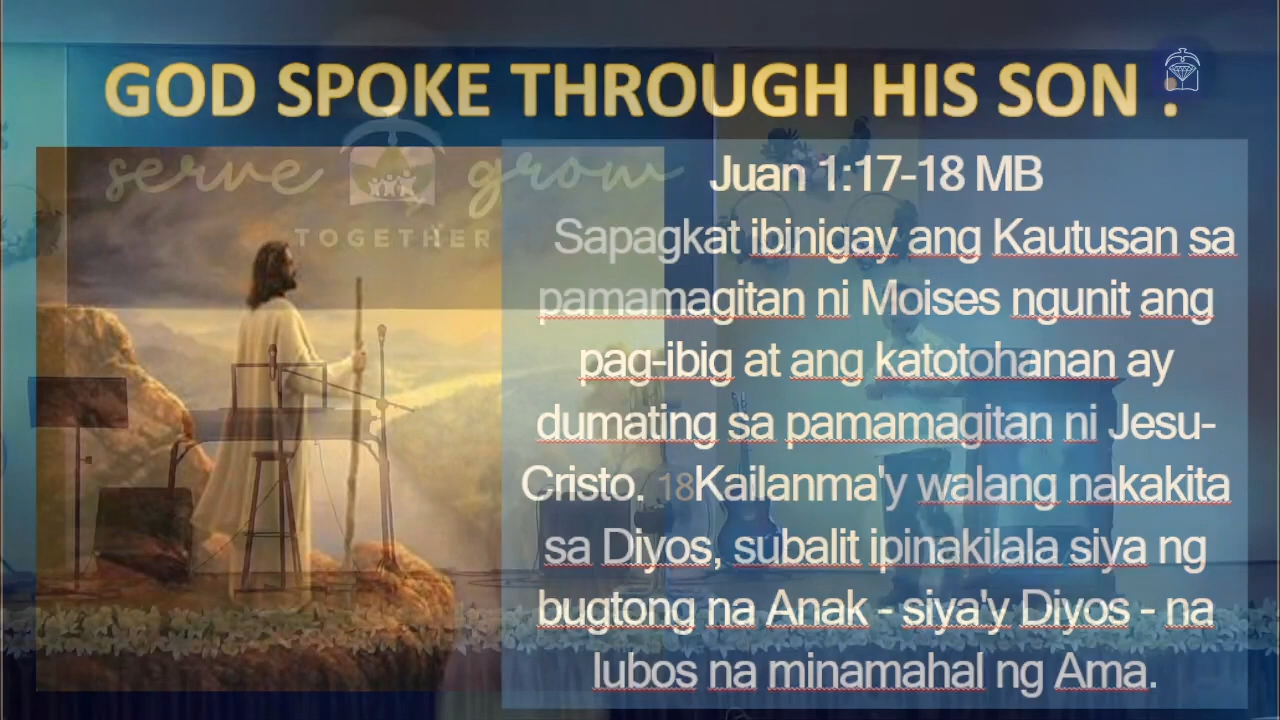 GOD SPOKE THROUGH HIS SON .
serve grow
TOGETHER
Juan 1:17-18 MB
Sapagkat ibinigay ang Kautusan sa
pamamagitan ni Moises ngunit ang
pag-ibig at ang katotohanan ay
dumating sa pamamagitan ni Jesu-
Cristo. 18Kailanma'y walang nakakita
sa Diyos, subalit ipinakilala siya ng
bugtong na Anak - siya'y Diyos - na
lubos na minamahal ng Ama.